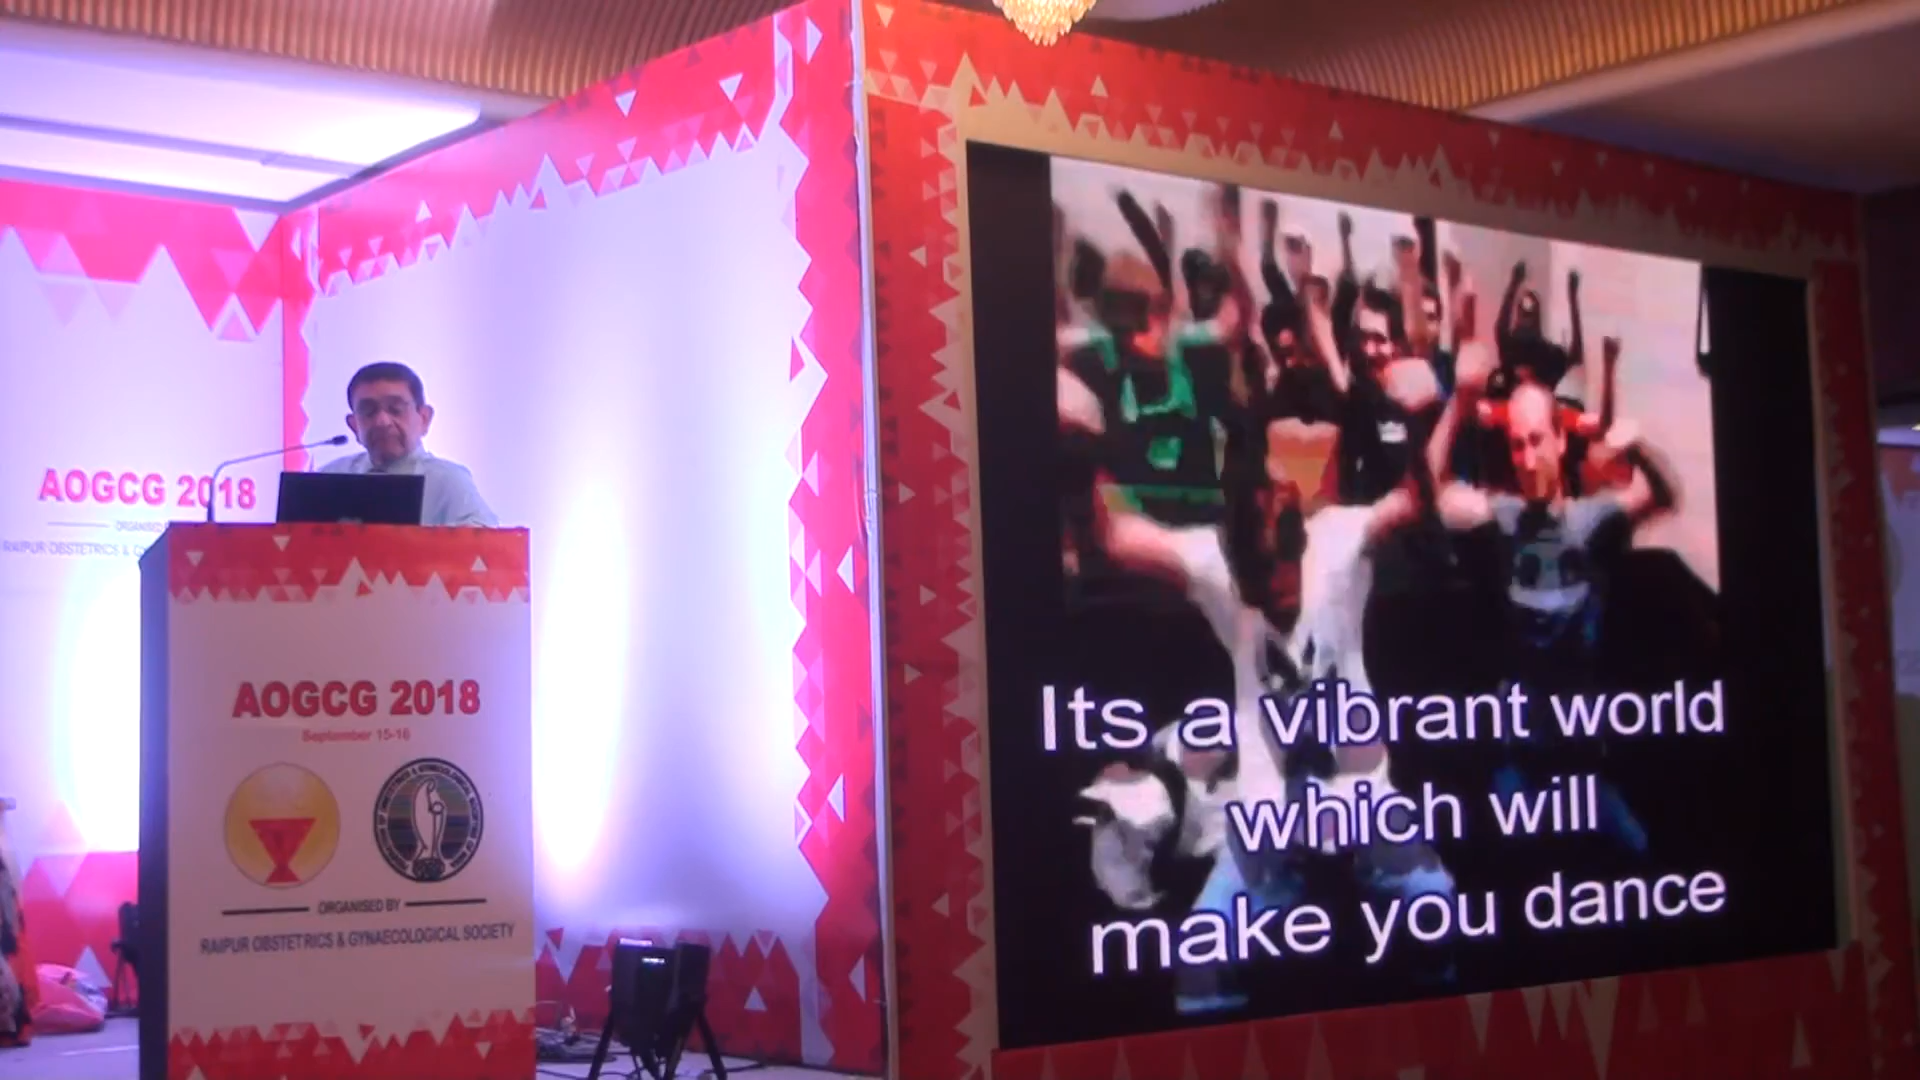 AOGCG 2018
ORGANISED
RAIPUR OBSTETRICS &
AOGCG 2018
September 15-16
ORGANISED BY
RAIPUR OBSTETRICS & GYNAECOLOGICAL SOCIETY
Its a vibrant world
which will
make you dance